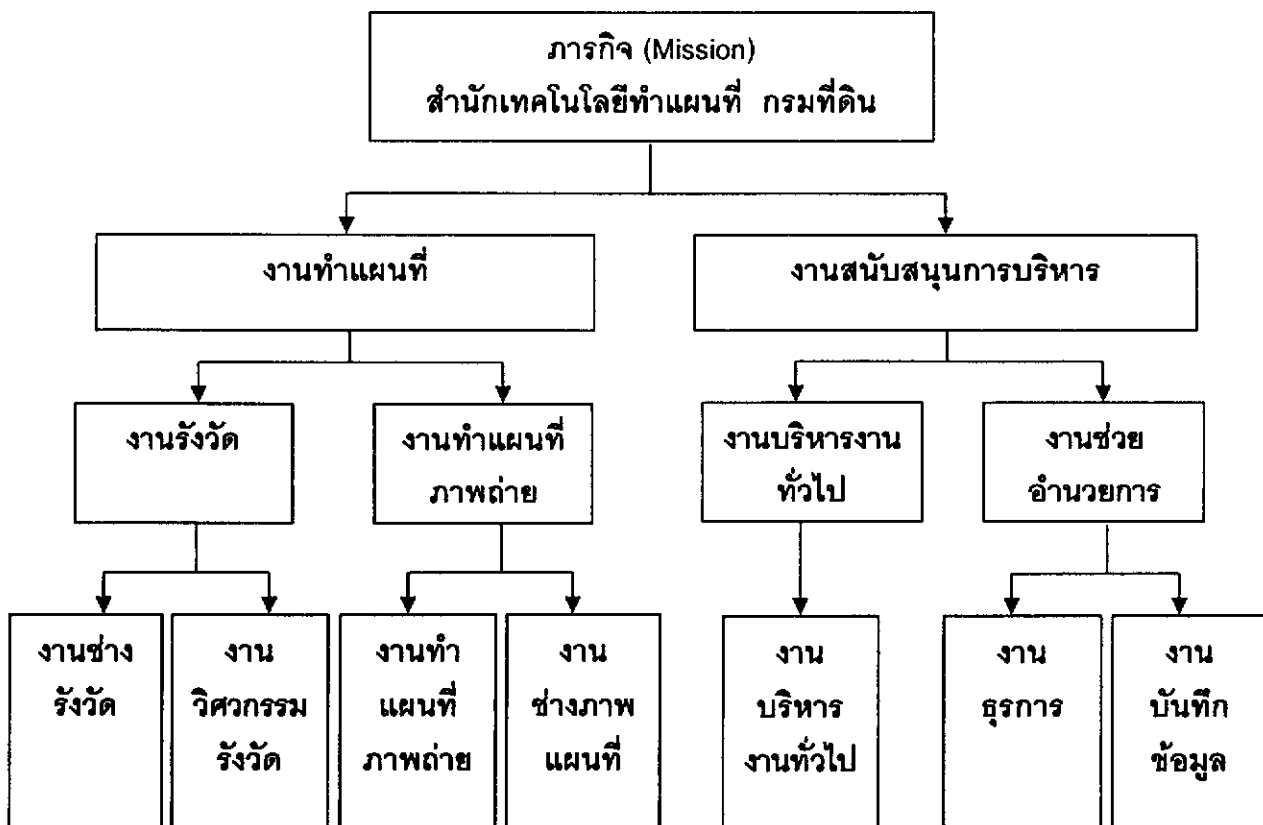 ภารกิจ (Mission)
สำนักเทคโนโลยีทำแผนที่ กรมที่ดิน
งานทำแผนที่
งานสนับสนุนการบริหาร
งานรังวัด
งานทำแผนที่
ภาพถ่าย
งานบริหารงาน
ทั่วไป
งานช่วย
อำนวยการ
งานช่าง
รังวัด
งาน
วิศวกรรม
รังวัด
งานทำ
แผนที่
ภาพถ่าย
งาน
ช่างภาพ
แผนที่
งาน
บริหาร
งานทั่วไป
งาน
ธุรการ
งาน
บันทึก
ข้อมูล